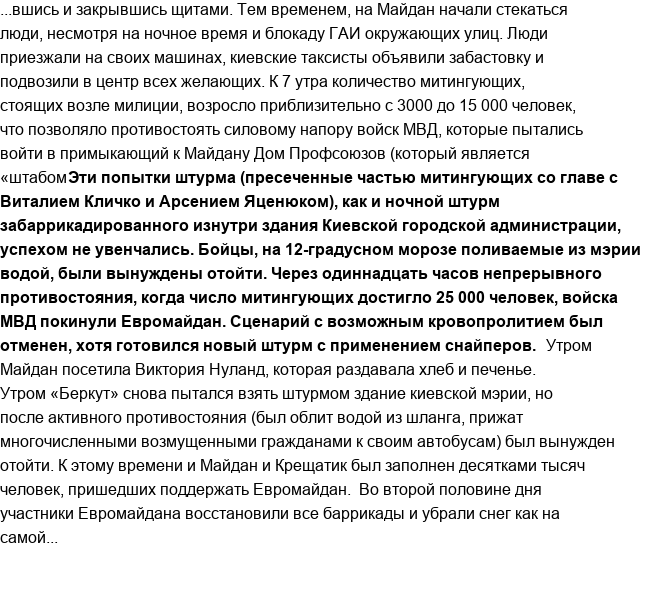 ...вшись и закрывшись щитами. Тем временем, на Майдан начали стекаться
люди, несмотря на ночное время и блокаду ГАИ окружающих улиц. Люди
приезжали на своих машинах, киевские таксисты объявили забастовку и
подвозили в центр всех желающих. К 7 утра количество митингующих,
стоящих возле милиции, возросло приблизительно с 3000 до 15 000 человек,
что позволяло противостоять силовому напору войск МВД, которые пытались
войти в примыкающий к Майдану Дом Профсоюзов (который является
«штабомЭти попытки штурма (пресеченные частью митингующих со главе с
Виталием Кличко и Арсением Яценюком), как и ночной штурм
забаррикадированного изнутри здания Киевской городской администрации,
успехом не увенчались. Бойцы, на 12-градусном морозе поливаемые из мэрии
водой, были вынуждены отойти. Через одиннадцать часов непрерывного
противостояния, когда число митингующих достигло 25 000 человек, войска
МВД покинули Евромайдан. Сценарий с возможным кровопролитием был
отменен, хотя готовился новый штурм с применением снайперов.  Утром
Майдан посетила Виктория Нуланд, которая раздавала хлеб и печенье.
Утром «Беркут» снова пытался взять штурмом здание киевской мэрии, но
после активного противостояния (был облит водой из шланга, прижат
многочисленными возмущенными гражданами к своим автобусам) был вынужден
отойти. К этому времени и Майдан и Крещатик был заполнен десятками тысяч
человек, пришедших поддержать Евромайдан.  Во второй половине дня
участники Евромайдана восстановили все баррикады и убрали снег как на
самой...